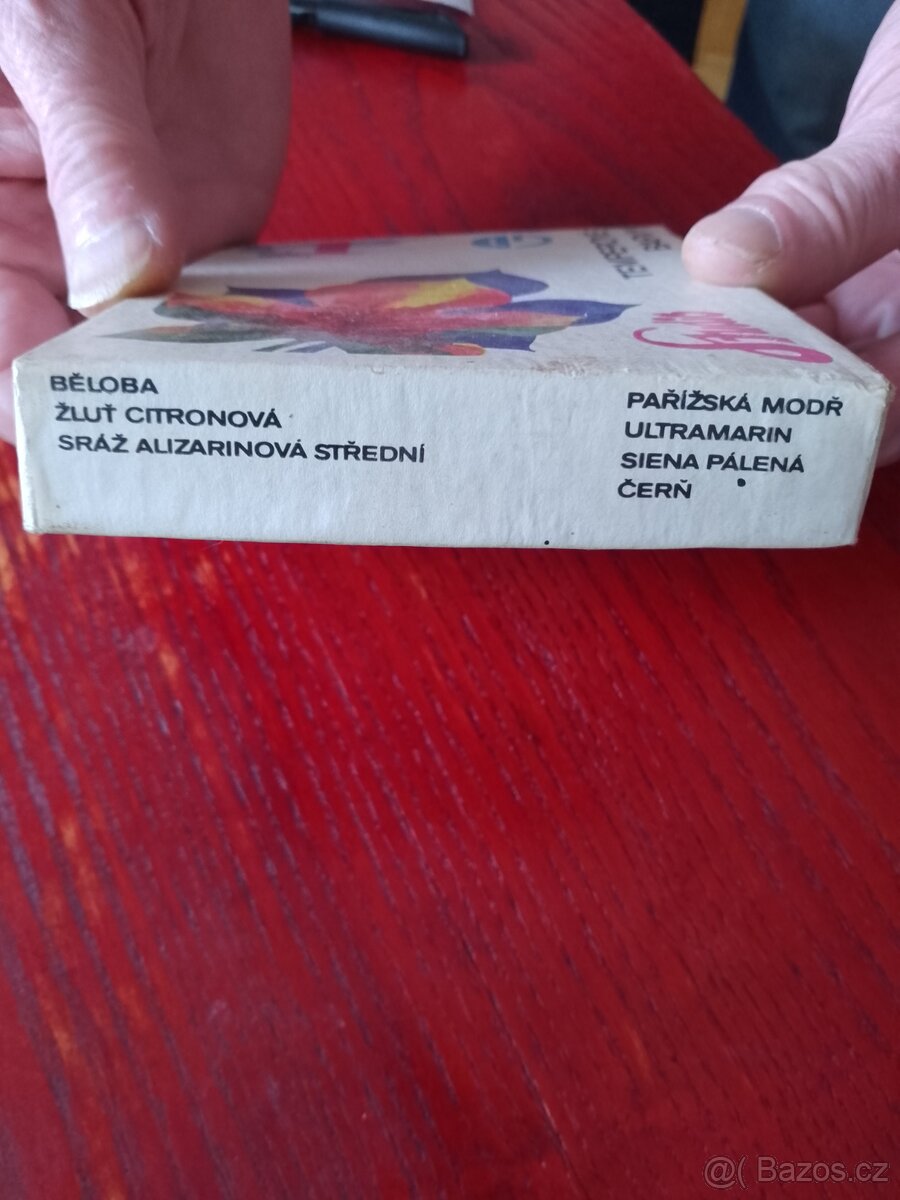 BĚLOBA
ŽLUŤ CITRONOVÁ
SRÁŽ ALIZARINOVÁ STŘEDNÍ
PAŘÍŽSKÁ MODŘ
ULTRAMARIN
SIENA PÁLENÁ
ČERŇ
@( Bazos.cz